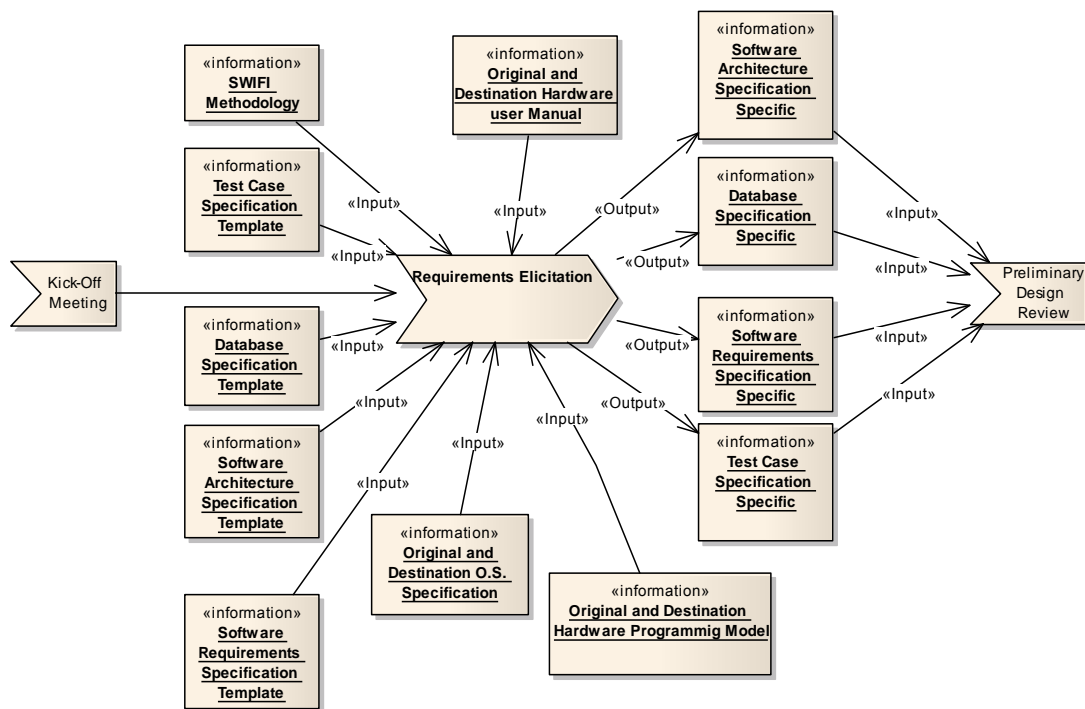 «information»
SWIFI
Methodology
«information»
Original and
Destination Hardware
user Manual
«information»
Software
Architecture
Specification
Specific
«information»
Test Case
Specification
Template
«information»
Database
Specification
Specific
«Input»
«Input»
«Input»
«Output»
«Input»
«Input»
«Output»
Kick-Off
Meeting
Requirements Elicitation
Preliminary
Design
Review
«information»
Database
Specification
Template
«Input»
«Output»
«information»
Software
Requirements
Specification
Specific
«Input»
«Input»
«Output»
«Input»
«information»
Software
Architecture
Specification
Template
«Input»
«Input»
«Input»
«information»
Test Case
Specification
Specific
«information»
Original and
Destination O.S.
Specification
«information»
Original and Destination
Hardware Programmig Model
«information»
Software
Requirements
Specification
Template